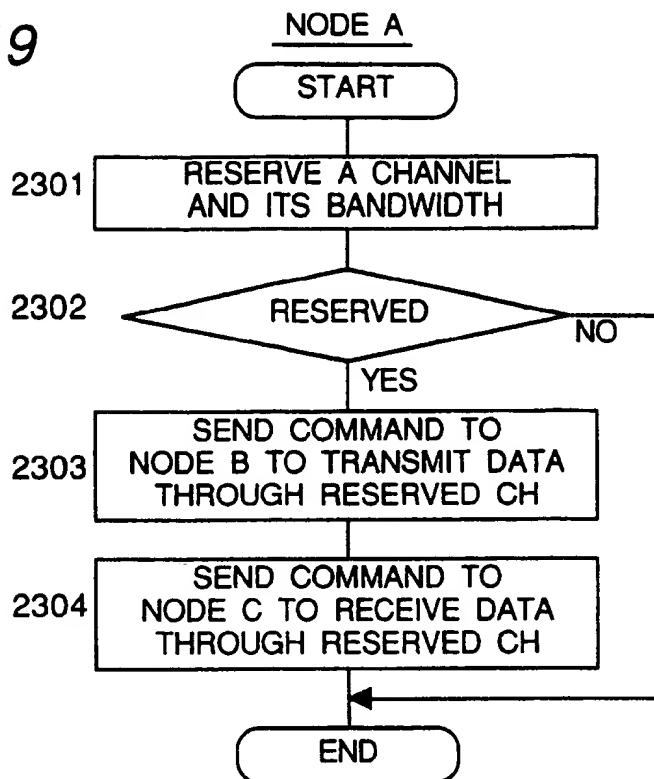 9
NODE A
START
2301
RESERVE A CHANNEL
AND ITS BANDWIDTH
2302
RESERVED
NO
YES
2303
SEND COMMAND TO
NODE B TO TRANSMIT DATA
THROUGH RESERVED CH
2304
SEND COMMAND TO
NODE C TO RECEIVE DATA
THROUGH RESERVED CH
END